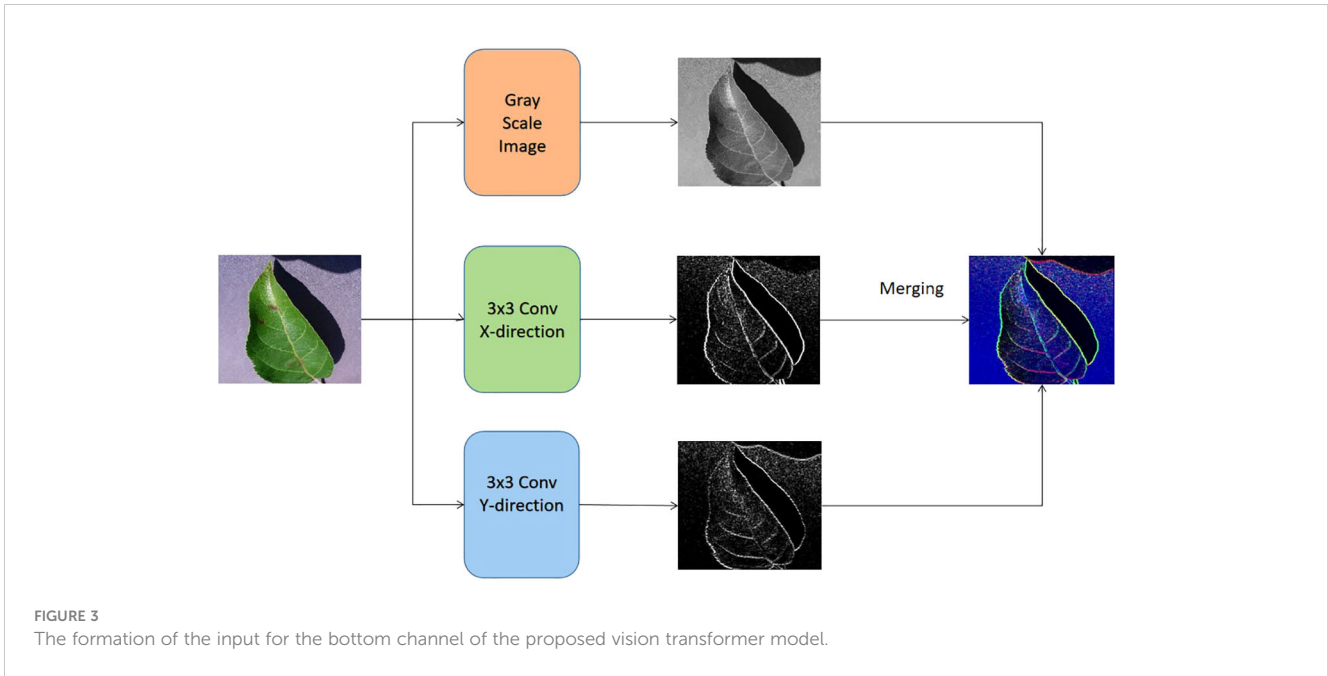 Gray
Scale
Image
3x3 Conv
X-direction
Merging
3x3 Conv
Y-direction
FIGURE 3
The formation of the input for the bottom channel of the proposed vision transformer model.